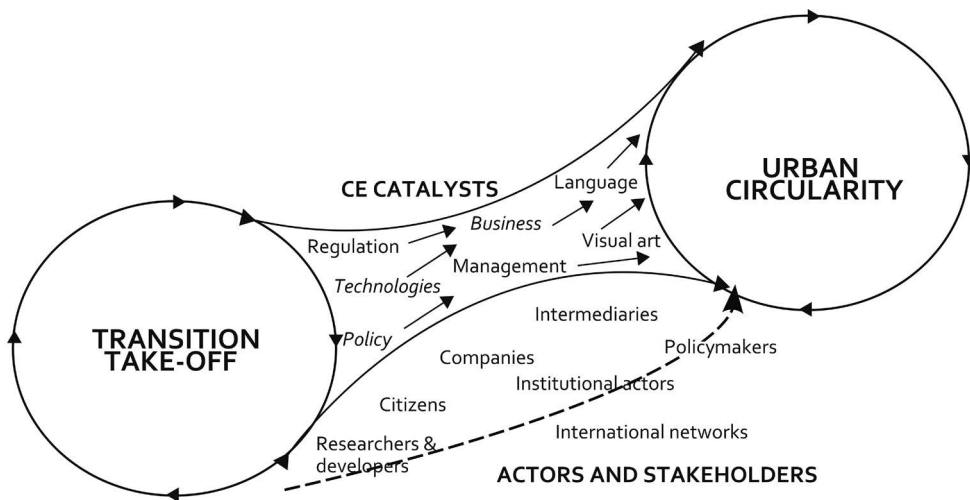 URBAN
CIRCULARITY
CE CATALYSTS
Language
Business
Regulation
Visual art
Management
Technologies
Policy
TRANSITION
TAKE-OFF
Intermediaries
Policymakers
Companies
Institutional actors
Citizens
International networks
Researchers &
developers
ACTORS AND STAKEHOLDERS